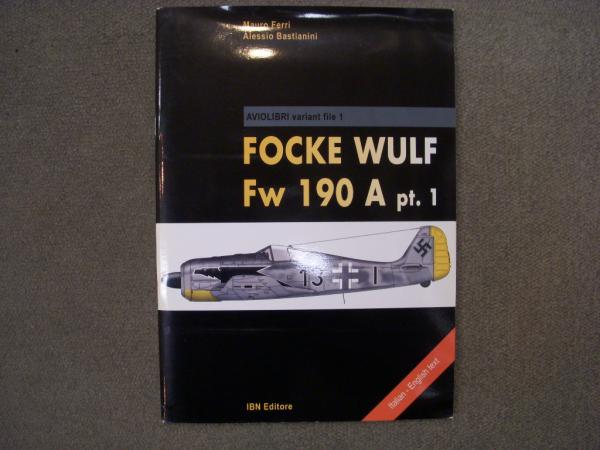 Mauro Ferri
Alessio Bastianini
AVIOLIBRI variant file 1
FOCKE WULF
Fw 190 A pt. 1
13 I
Italian - English text
IBN Editore